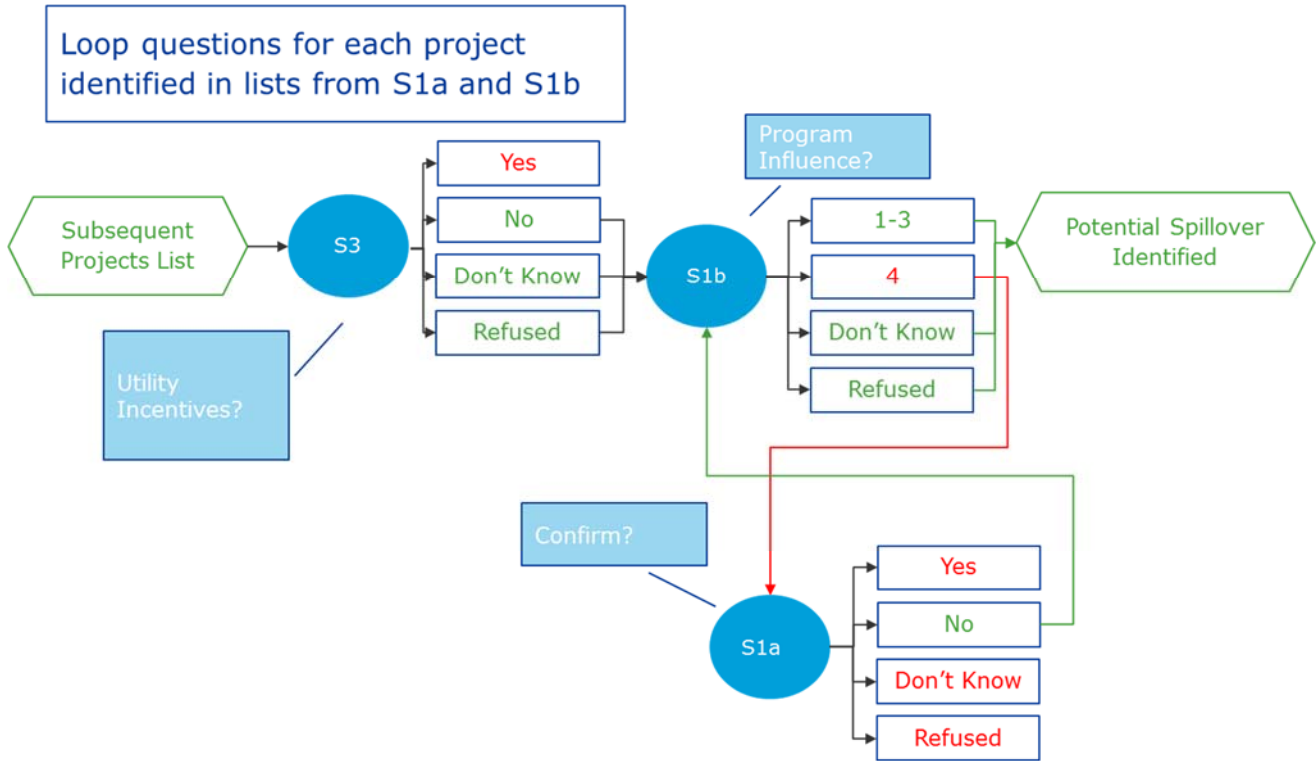 Loop questions for each project
identified in lists from S1a and S1b
Program
Influence?
Yes
No
Don't Know
Refused
Subsequent
Projects List
S3
S1b
1-3
4
Don't Know
Refused
Potential Spillover
Identified
Utility
Incentives?
Confirm?
S1a
Yes
No
Don't Know
Refused